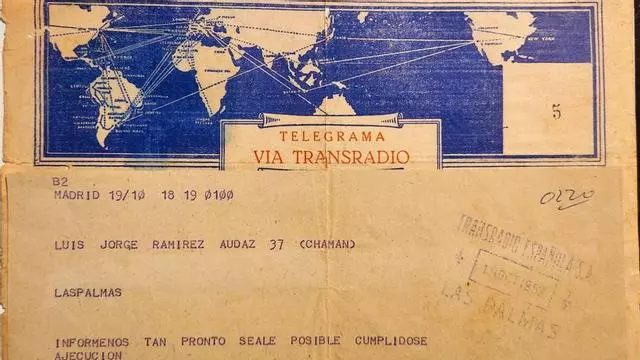 NEW YORK
5
TELEGRAMA
VIA TRANSRADIO
B2
MADRID 19/10 18 19 0100
0220
LUIS JORGE RAMIREZ AUDAZ 37 (CHAMAN)
TRANSRADIO ESPAÑOLA S.A.
LASPALMAS
LAS PALMAS
INFORMENOS TAN PRONTO SEALE POSIBLE CUMPLIDOSE
AJECUCION